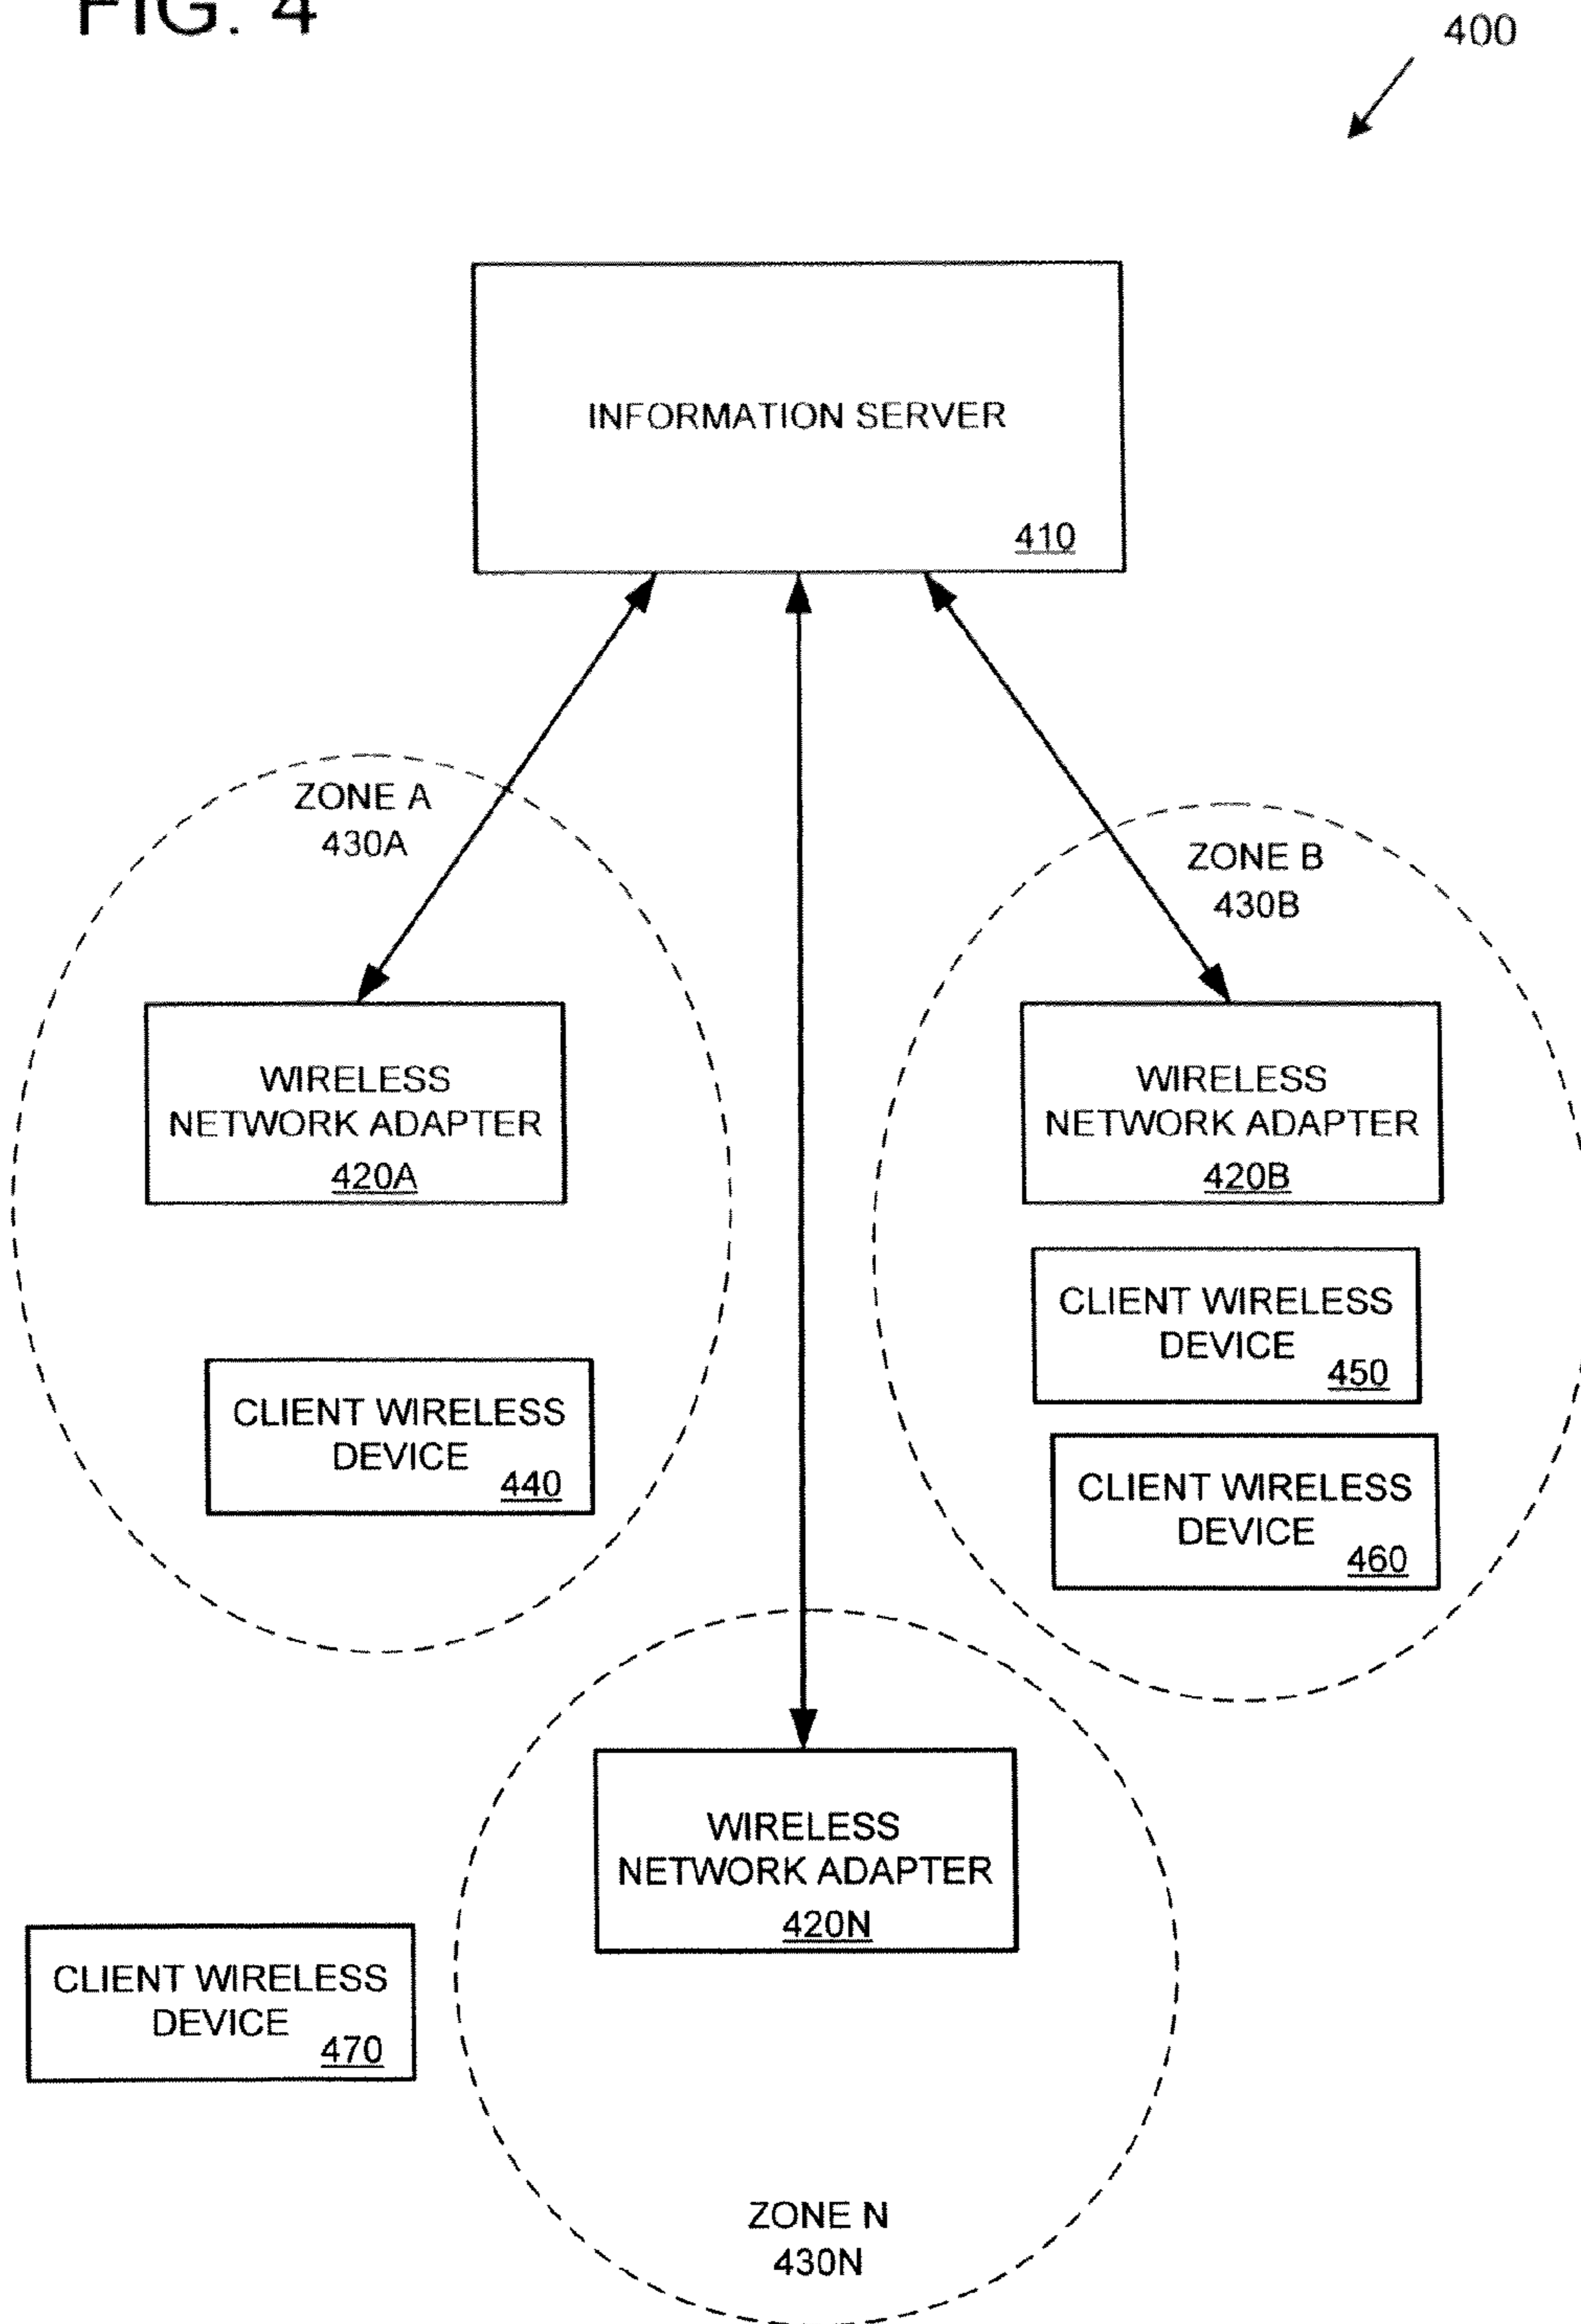 FIG. 4
400
INFORMATION SERVER
410
ZONE A
430A
ZONE B
430B
WIRELESS
NETWORK ADAPTER
420A
WIRELESS
NETWORK ADAPTER
420B
CLIENT WIRELESS
DEVICE
450
CLIENT WIRELESS
DEVICE
440
CLIENT WIRELESS
DEVICE
460
WIRELESS
NETWORK ADAPTER
420N
CLIENT WIRELESS
DEVICE
470
ZONE N
430N